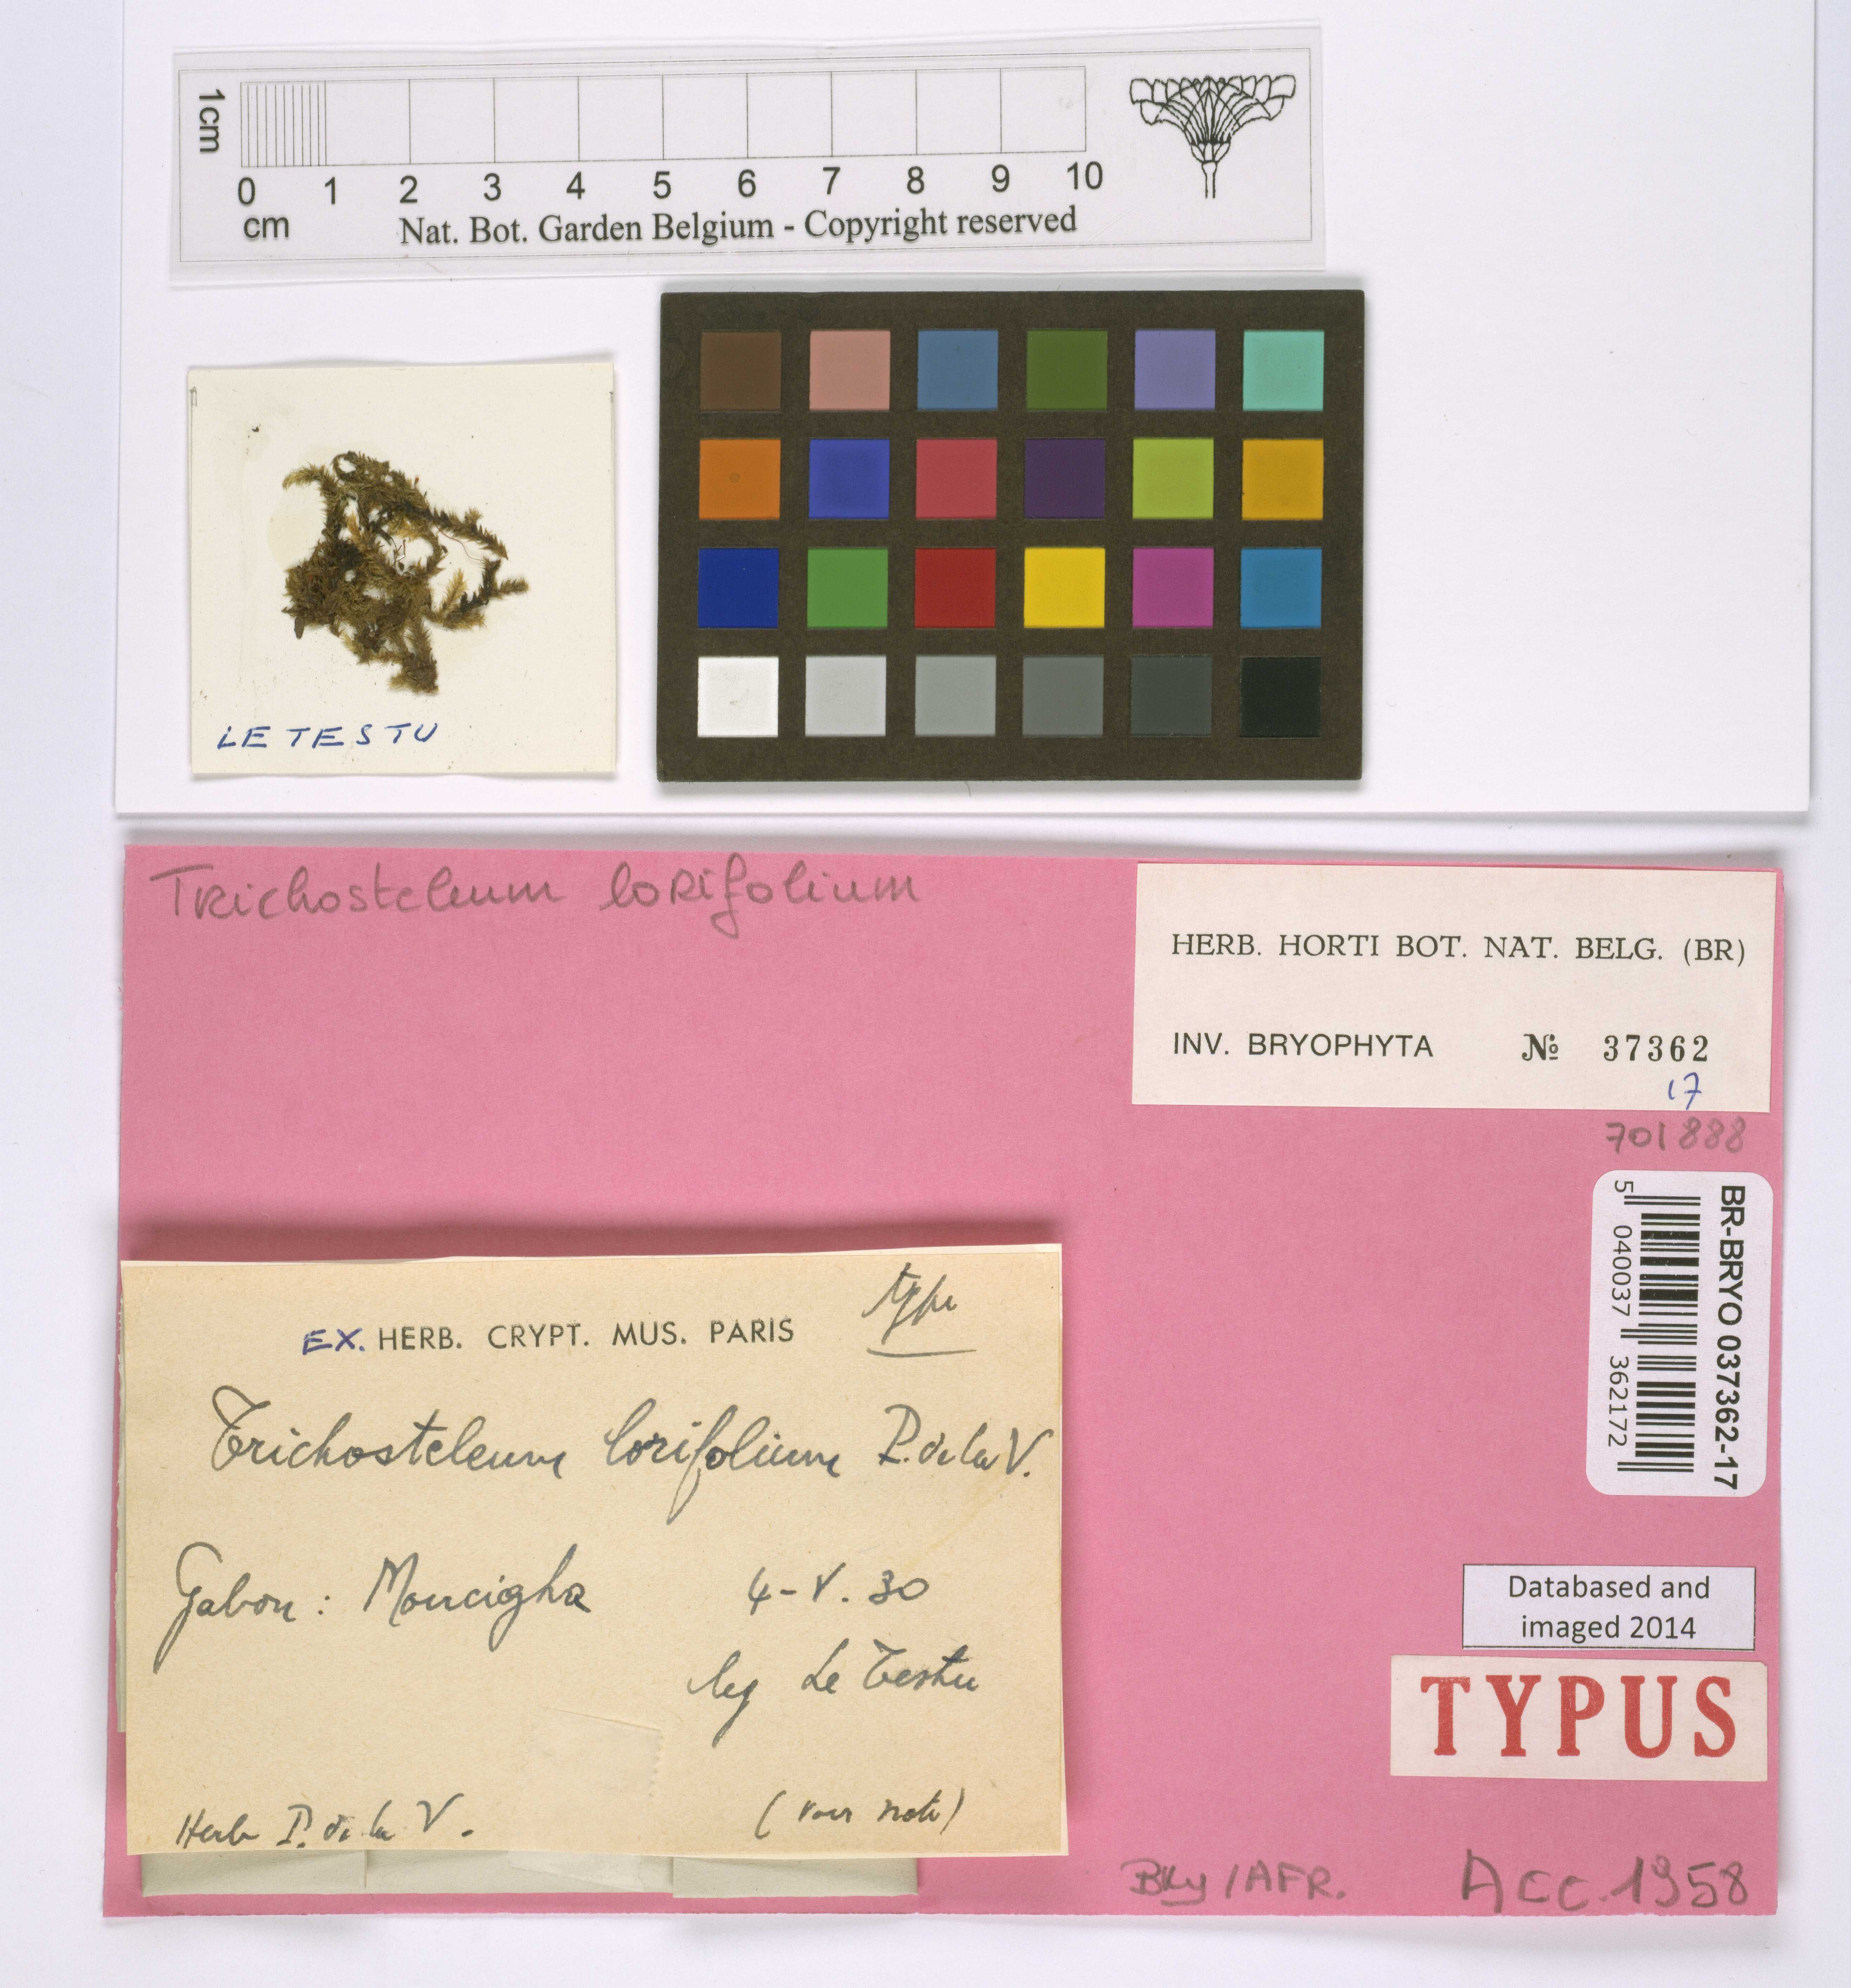 1cm
0 1 2 3 4 5 6 7 8 9 10
cm
Nat. Bot. Garden Belgium - Copyright reserved
LE TESTU
Trichosteleum lorifolium
HERB. HORTI BOT. NAT. BELG. (BR)
INV. BRYOPHYTA № 37362
17
701888
BR-BRYO 037362-17
5 040037 362172
EX. HERB. CRYPT. MUS. PARIS
type
Trichosteleum lorifolium P. de la V.
Gabon : Moucigha 4-V. 30
leg Le Testu
Herb P. de la V.
(voir note)
Databased and
imaged 2014
TYPUS
Bry / AFR.
Acc. 1958